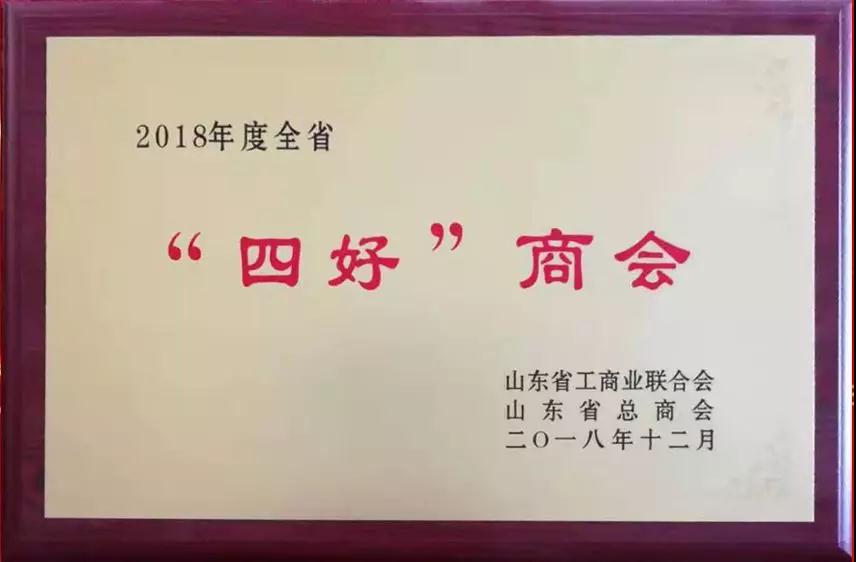 2018年度全省
“四好”商会
山东省工商业联合会
山东省总商会
二〇一八年十二月